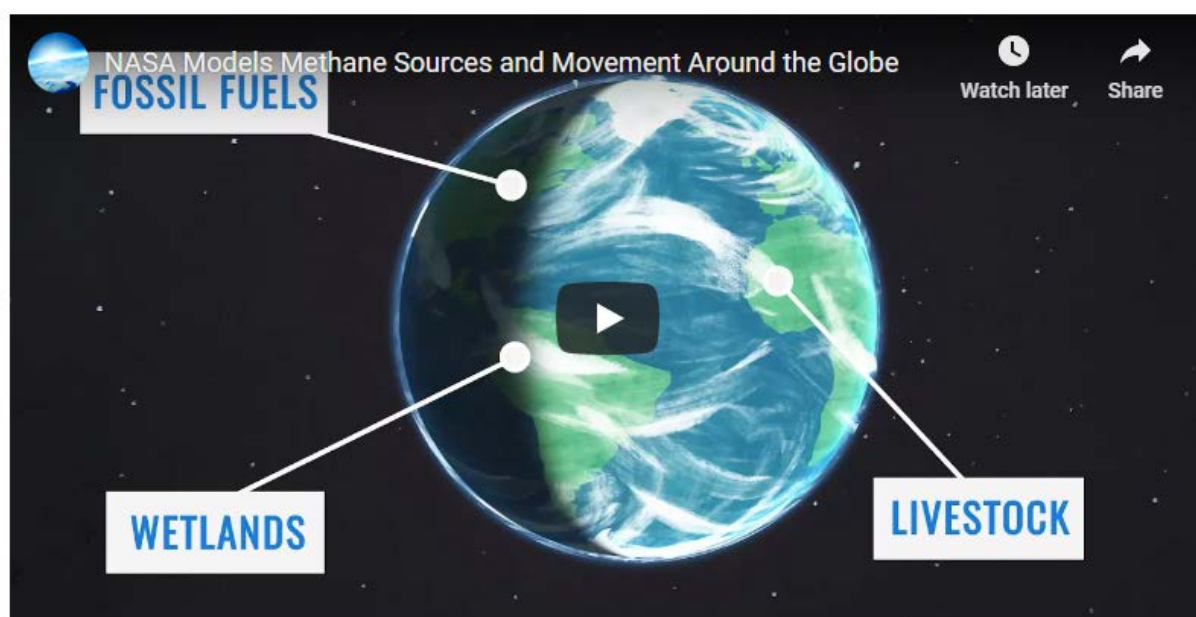 NASA Models Methane Sources and Movement Around the Globe
Watch later
Share
FOSSIL FUELS
WETLANDS
LIVESTOCK